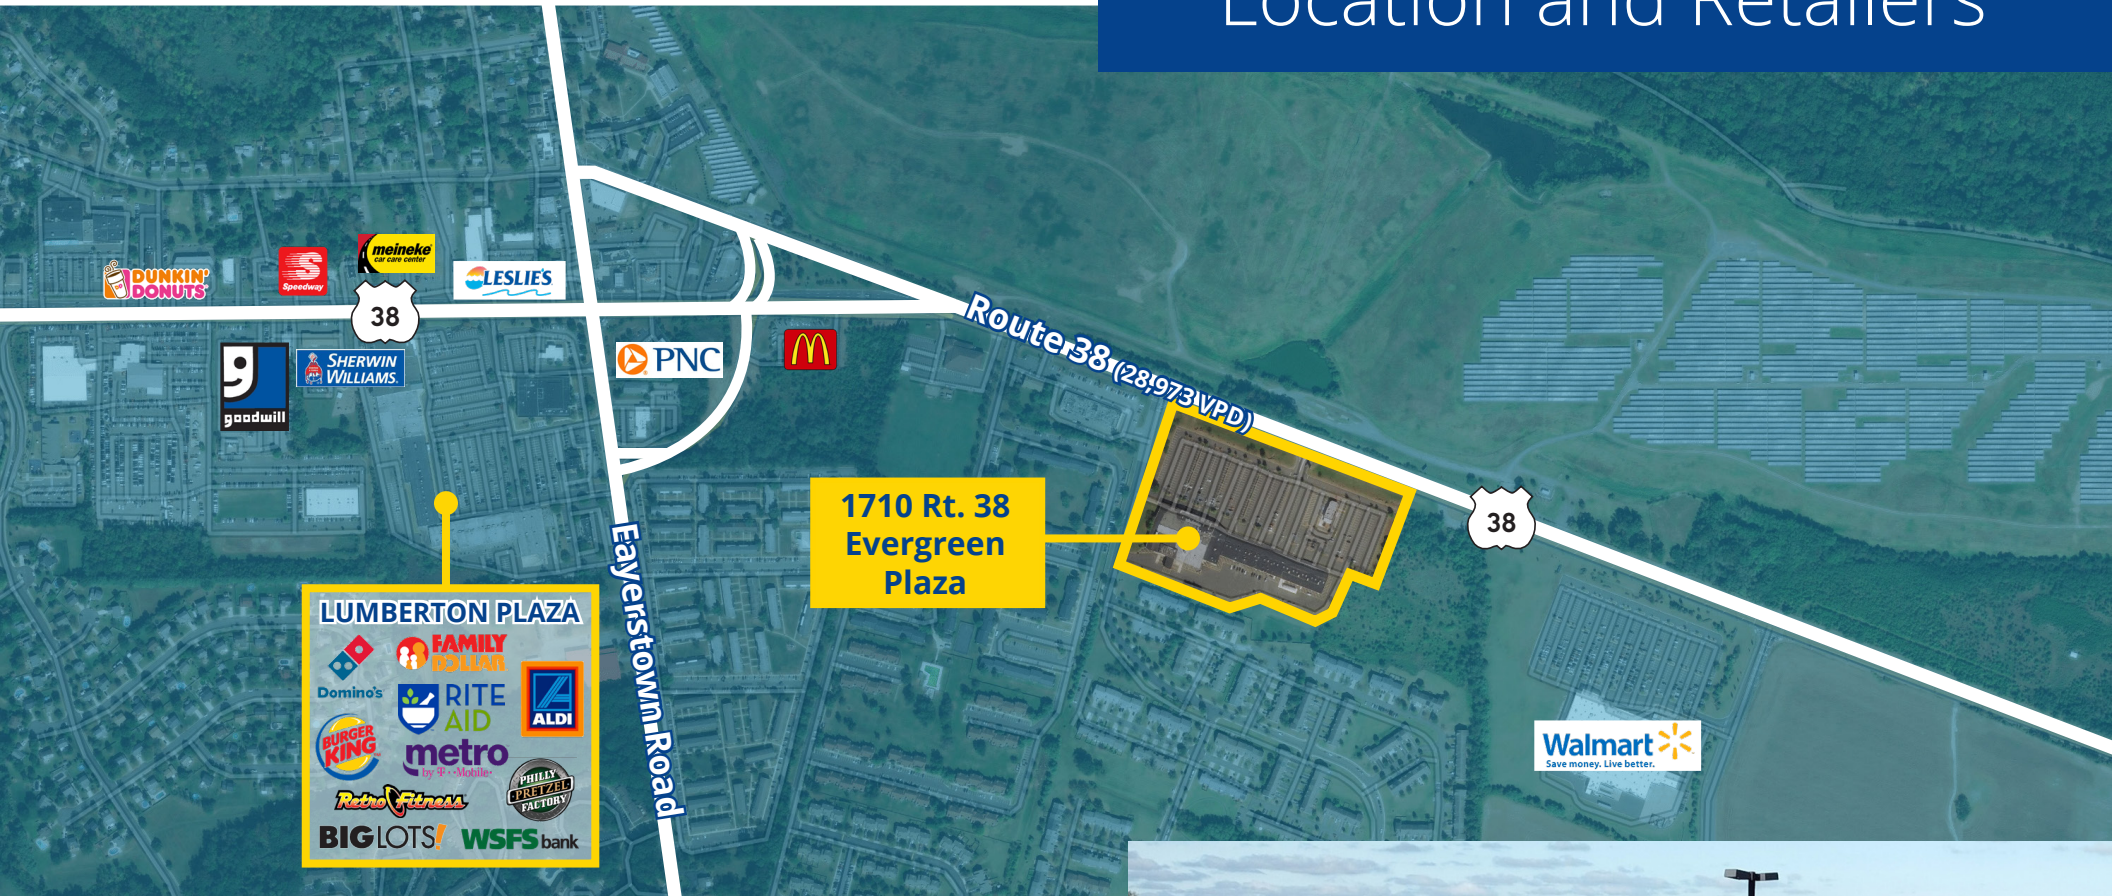 Location and Retailers
DUNKIN'
DONUTS
S
Speedway
meineke
car care center
LESLIE'S
38
g
goodwill
SHERWIN
WILLIAMS.
PNC
M
Route 38 (28,973 VPD)
1710 Rt. 38
Evergreen
Plaza
38
Eayerstown Road
LUMBERTON PLAZA
Domino's
FAMILY
DOLLAR
RITE
AID
ALDI
BURGER
KING
metro
by T-Mobile
PHILLY
PRETZEL
FACTORY
Retro Fitness
BIG LOTS!
WSFS bank
Walmart
Save money. Live better.